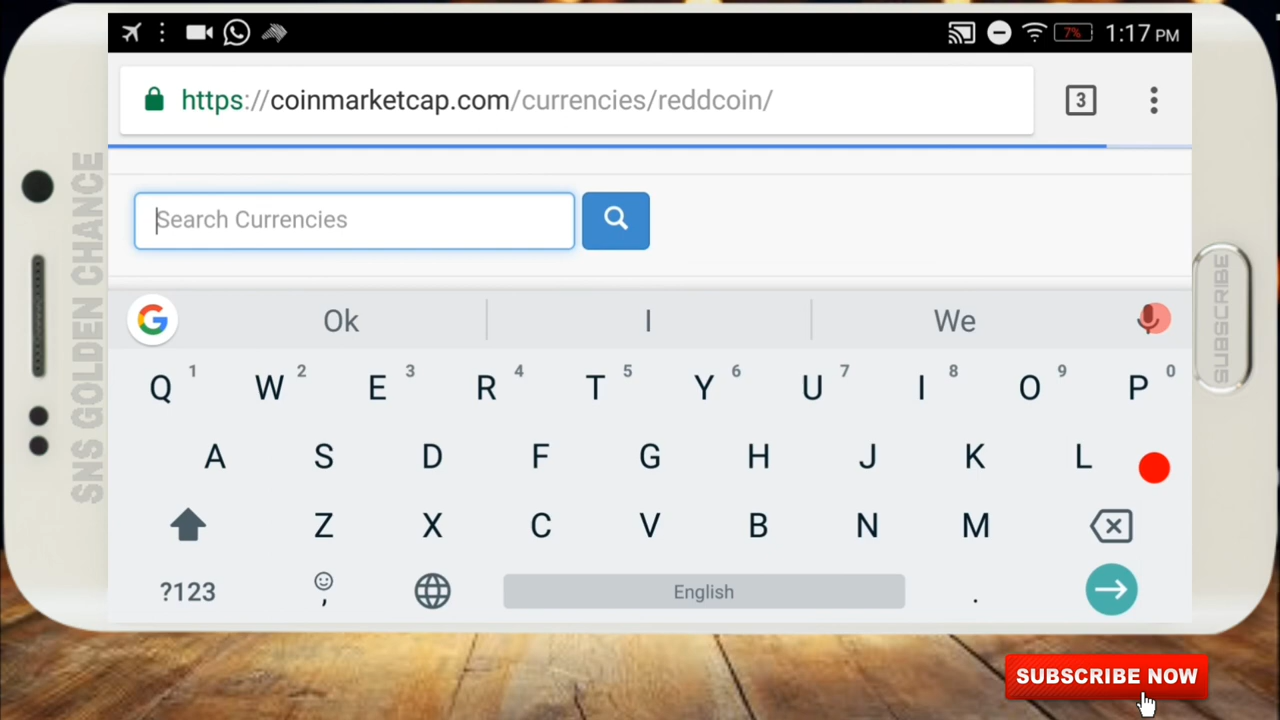 7%
1:17 PM
https://coinmarketcap.com/currencies/reddcoin/
3
Search Currencies
Ok
I
We
Q 1 W 2 E 3 R 4 T 5 Y 6 U 7 I 8 O 9 P 0
A S D F G H J K L
Z X C V B N M
?123
,
English
.
SNS GOLDEN CHANCE
SUBSCRIBE
SUBSCRIBE NOW